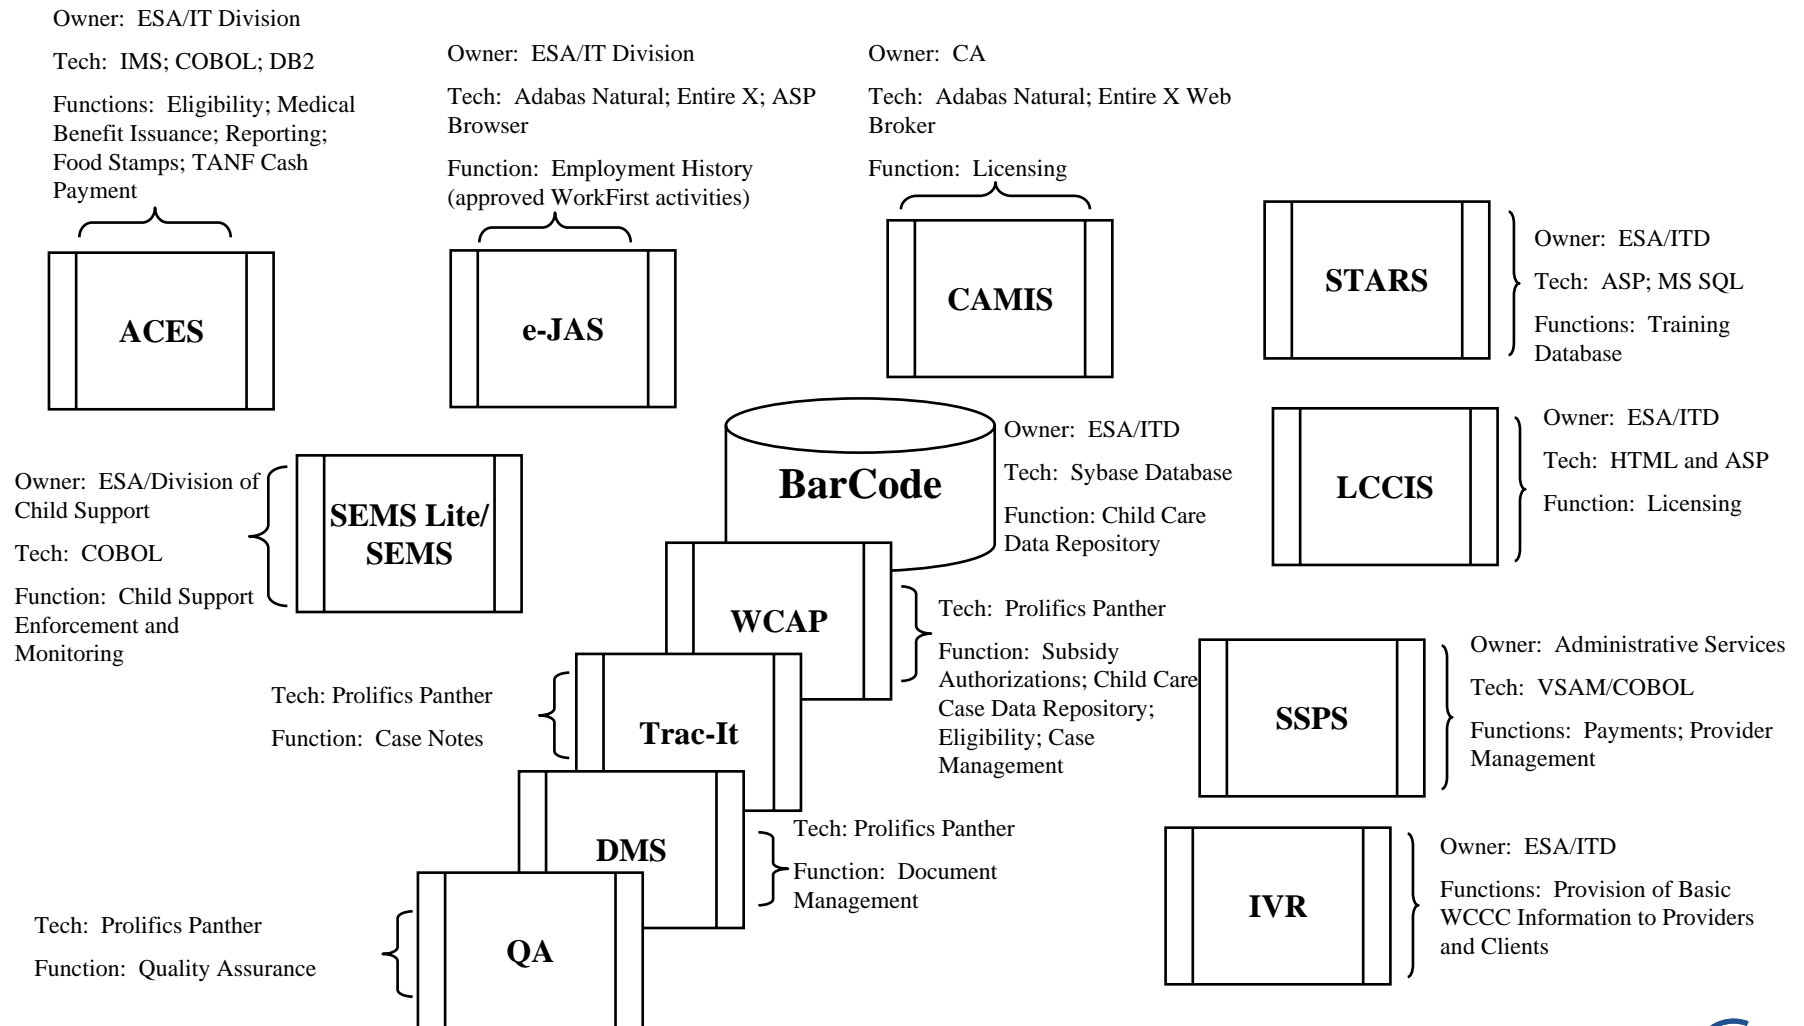 Owner: ESA/IT Division
Tech: IMS; COBOL; DB2
Functions: Eligibility; Medical
Benefit Issuance; Reporting;
Food Stamps; TANF Cash
Payment
ACES
Owner: ESA/IT Division
Tech: Adabas Natural; Entire X; ASP
Browser
Function: Employment History
(approved WorkFirst activities)
e-JAS
Owner: CA
Tech: Adabas Natural; Entire X Web
Broker
Function: Licensing
CAMIS
STARS
Owner: ESA/ITD
Tech: ASP; MS SQL
Functions: Training
Database
BarCode
Owner: ESA/ITD
Tech: Sybase Database
Function: Child Care
Data Repository
LCCIS
Owner: ESA/ITD
Tech: HTML and ASP
Function: Licensing
Owner: ESA/Division of
Child Support
Tech: COBOL
Function: Child Support
Enforcement and
Monitoring
SEMS Lite/
SEMS
WCAP
Tech: Prolifics Panther
Function: Subsidy
Authorizations; Child Care
Case Data Repository;
Eligibility; Case
Management
SSPS
Owner: Administrative Services
Tech: VSAM/COBOL
Functions: Payments; Provider
Management
Tech: Prolifics Panther
Function: Case Notes
Trac-It
DMS
Tech: Prolifics Panther
Function: Document
Management
IVR
Owner: ESA/ITD
Functions: Provision of Basic
WCCC Information to Providers
and Clients
Tech: Prolifics Panther
Function: Quality Assurance
QA